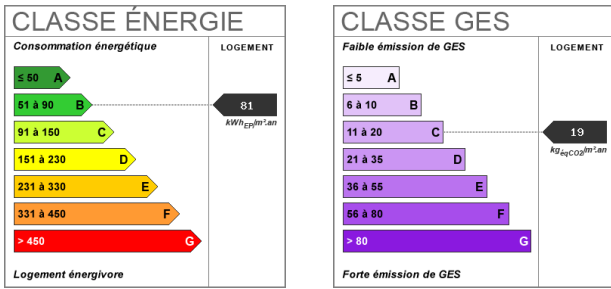 CLASSE ÉNERGIE
Consommation énergétique
LOGEMENT
≤ 50 A
51 à 90 B
81
kWhEP/m².an
91 à 150 C
151 à 230 D
231 à 330 E
331 à 450 F
> 450 G
Logement énergivore
CLASSE GES
Faible émission de GES
LOGEMENT
≤ 5 A
6 à 10 B
11 à 20 C
19
kgéqCO2/m².an
21 à 35 D
36 à 55 E
56 à 80 F
> 80 G
Forte émission de GES